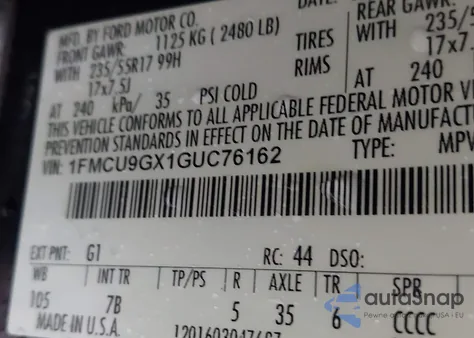 MFD. BY FORD MOTOR CO.
DATE:
FRONT GAWR: 1125 KG ( 2480 LB)
REAR GAWR:
WITH 235/55R17 99H
TIRES WITH 235/5
17x7.5J
RIMS 17x7.
AT 240 kPa/ 35 PSI COLD
AT 240
THIS VEHICLE CONFORMS TO ALL APPLICABLE FEDERAL MOTOR
PREVENTION STANDARDS IN EFFECT ON THE DATE OF MANUFAC
VIN: 1FMCU9GX1GUC76162
TYPE: MPV
EXT PNT: G1 RC: 44 DSO:
WB INT TR TP/PS R AXLE TR SPR
105 7B 5 35 6 CCCC
MADE IN U.S.A.
autosnap